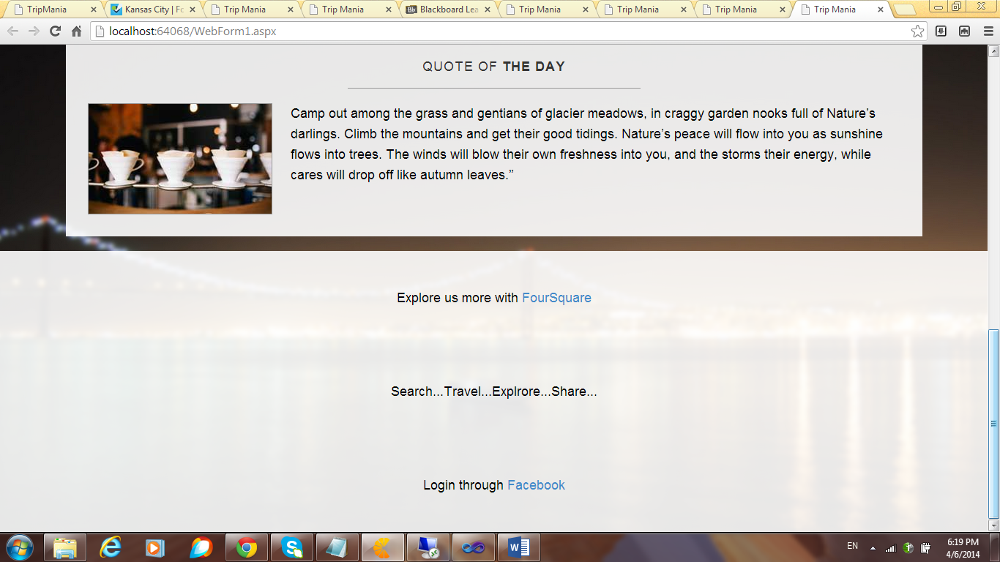 TripMania
Kansas City | Fo
Trip Mania
Trip Mania
Bb Blackboard Lea
Trip Mania
Trip Mania
Trip Mania
Trip Mania
localhost:64068/WebForm1.aspx
QUOTE OF THE DAY
Camp out among the grass and gentians of glacier meadows, in craggy garden nooks full of Nature's
darlings. Climb the mountains and get their good tidings. Nature's peace will flow into you as sunshine
flows into trees. The winds will blow their own freshness into you, and the storms their energy, while
cares will drop off like autumn leaves.”
Explore us more with FourSquare
Search...Travel...Explrore...Share...
Login through Facebook
EN
6:19 PM
4/6/2014